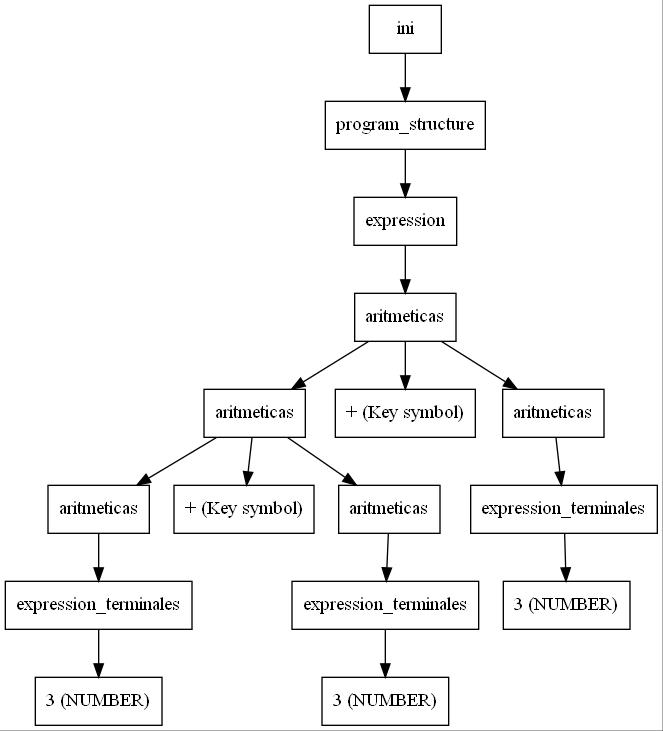 ini
program_structure
expression
aritmeticas
aritmeticas
+ (Key symbol)
aritmeticas
aritmeticas
+ (Key symbol)
aritmeticas
expression_terminales
expression_terminales
expression_terminales
3 (NUMBER)
3 (NUMBER)
3 (NUMBER)